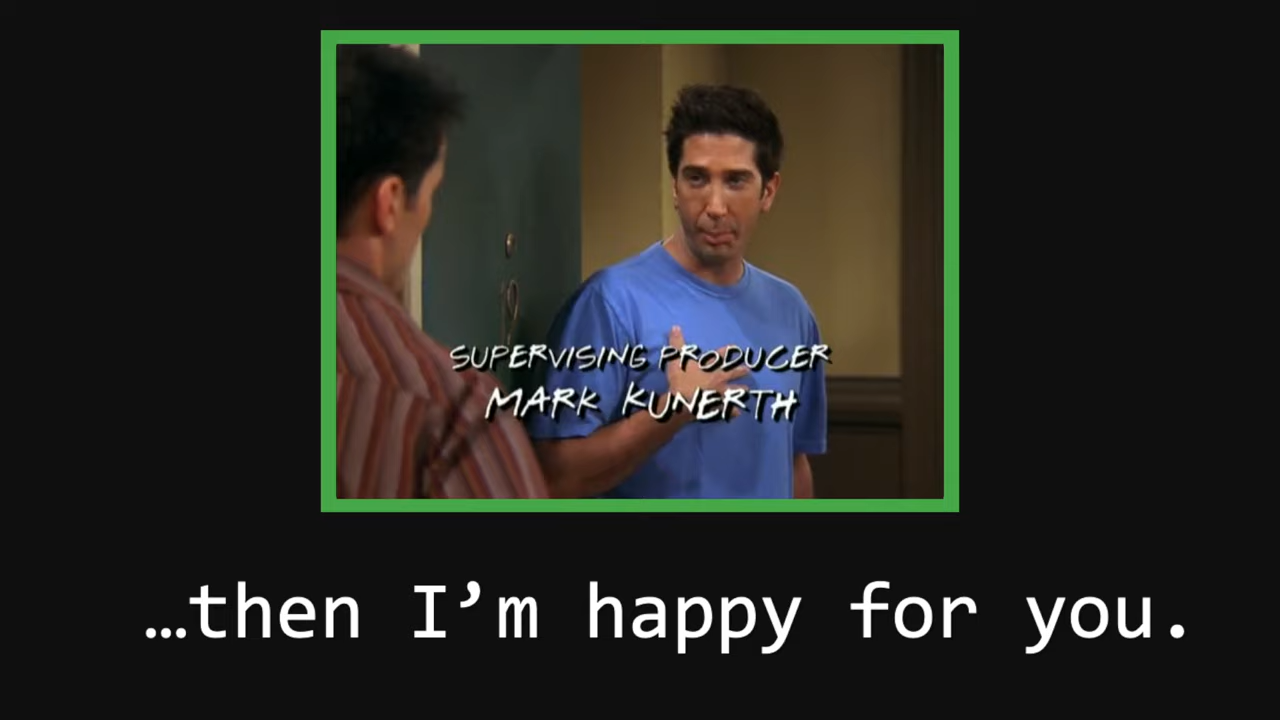 SUPERVISING PRODUCER
MARK KUNERTH
…then I’m happy for you.